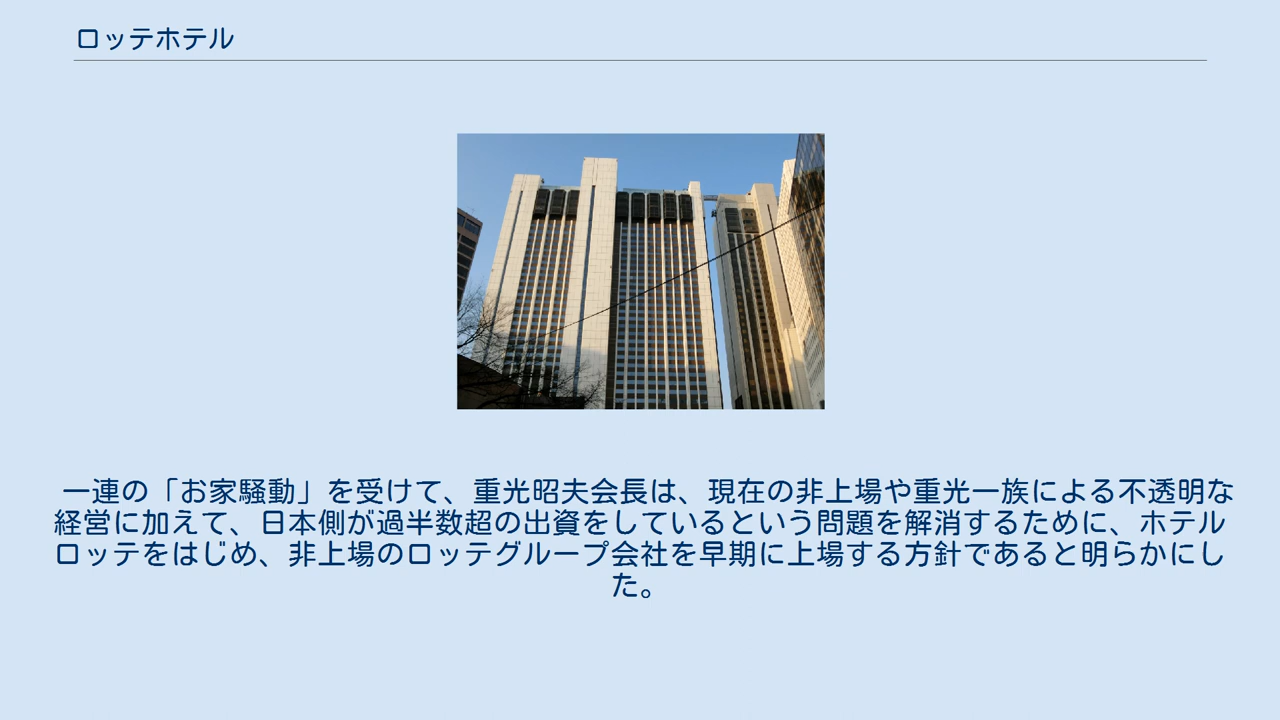 ロッテホテル
一連の「お家騒動」を受けて、重光昭夫会長は、現在の非上場や重光一族による不透明な
経営に加えて、日本側が過半数超の出資をしているという問題を解消するために、ホテル
ロッテをはじめ、非上場のロッテグループ会社を早期に上場する方針であると明らかにし
た。